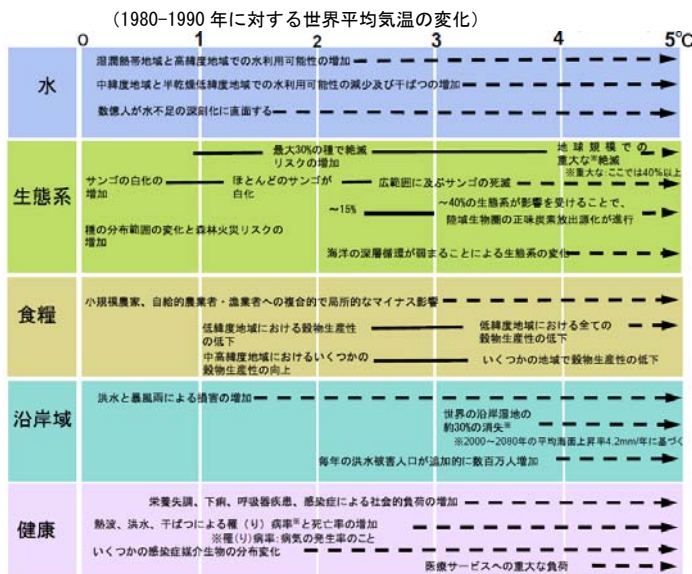 (1980-1990年に対する世界平均気温の変化)
0 1 2 3 4 5℃
水
湿潤熱帯地域と高緯度地域での水利用可能性の増加
中緯度地域と半乾燥低緯度地域での水利用可能性の減少及び干ばつの増加
数億人が水不足の深刻化に直面する
生態系
最大30%の種で絶滅
リスクの増加
地球規模での
重大な※絶滅
※重大な:ここでは40%以上
サンゴの白化の
増加
ほとんどのサンゴが
白化
広範囲に及ぶサンゴの死滅
~15%
~40%の生態系が影響を受けることで、
陸域生物圏の正味炭素放出源化が進行
種の分布範囲の変化と森林火災リスクの
増加
海洋の深層循環が弱まることによる生態系の変化
食糧
小規模農家、自給的農業者・漁業者への複合的で局所的なマイナス影響
低緯度地域における穀物生産性
の低下
低緯度地域における全ての
穀物生産性の低下
中高緯度地域におけるいくつかの
穀物生産性の向上
いくつかの地域で穀物生産性の低下
沿岸域
洪水と暴風雨による損害の増加
世界の沿岸湿地の
約30%の消失※
※2000~2080年の平均海面上昇率4.2mm/年に基づく
毎年の洪水被害人口が追加的に数百万人増加
健康
栄養失調、下痢、呼吸器疾患、感染症による社会的負荷の増加
熱波、洪水、干ばつによる罹(り)病率※と死亡率の増加
※罹(り)病率:病気の発生率のこと
いくつかの感染症媒介生物の分布変化
医療サービスへの重大な負荷